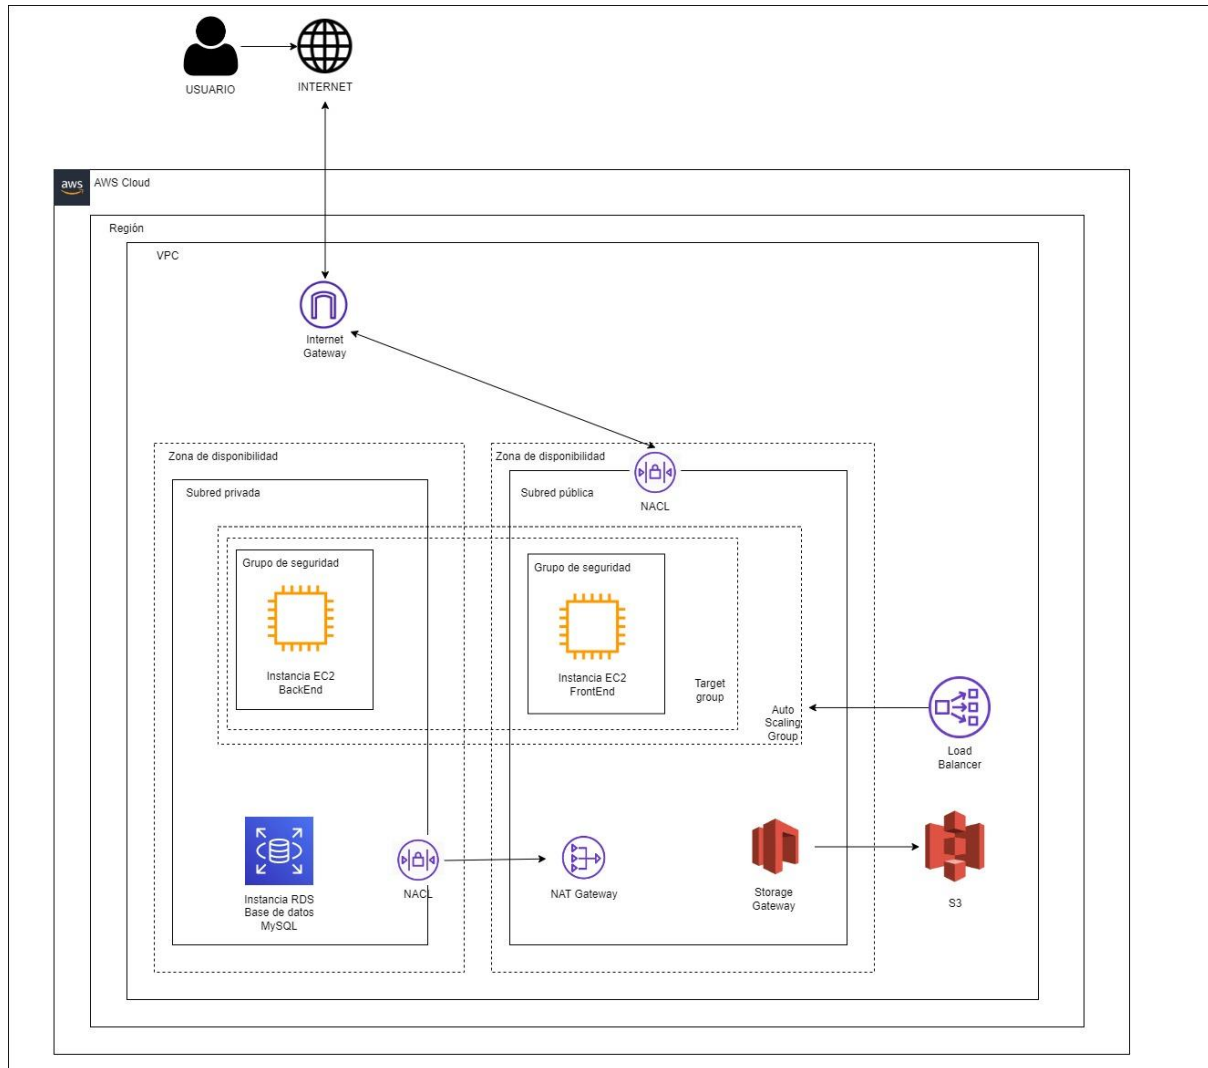 USUARIO
INTERNET
aws
AWS Cloud
Región
VPC
Internet
Gateway
Zona de disponibilidad
Zona de disponibilidad
Subred privada
Subred pública
NACL
Grupo de seguridad
Grupo de seguridad
Instancia EC2
BackEnd
Instancia EC2
FrontEnd
Target
group
Auto
Scaling
Group
Load
Balancer
Instancia RDS
Base de datos
MySQL
NACL
NAT Gateway
Storage
Gateway
S3